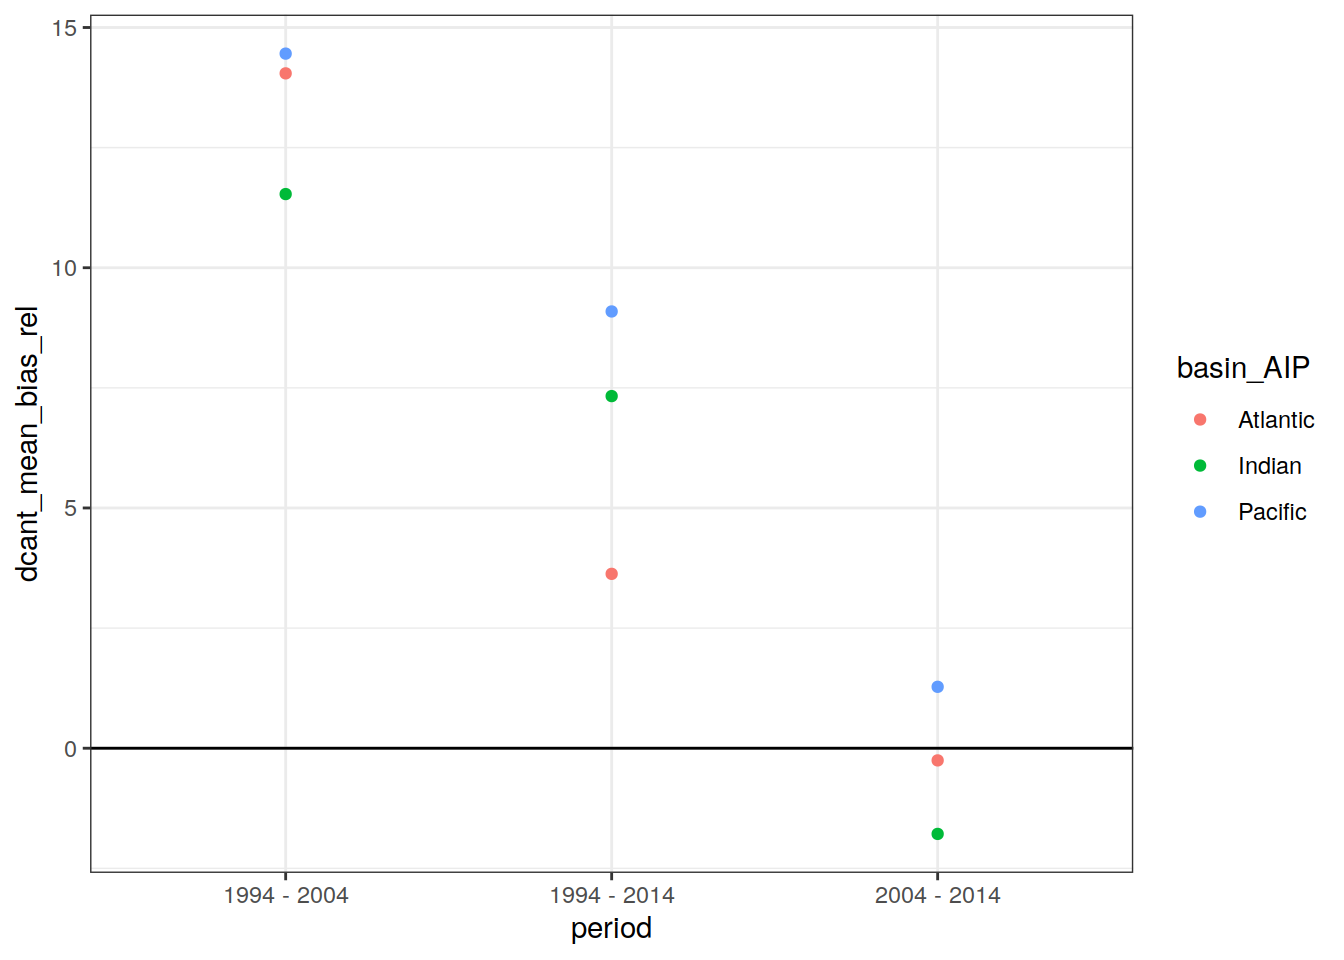 15
10
5
0
dcant_mean_bias_rel
1994 - 2004
1994 - 2014
2004 - 2014
period
basin_AIP
Atlantic
Indian
Pacific